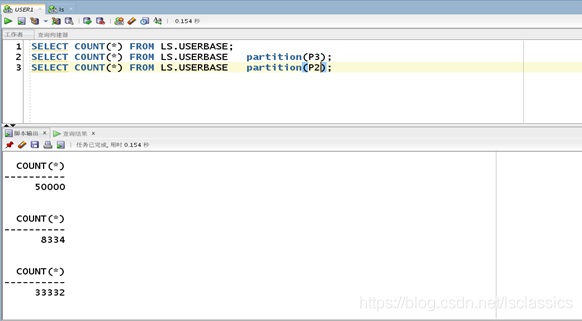 USER1 ls
0.154 秒
工作表 查询构建器
1 SELECT COUNT(*) FROM LS.USERBASE;
2 SELECT COUNT(*) FROM LS.USERBASE partition(P3);
3 SELECT COUNT(*) FROM LS.USERBASE partition(P2);
脚本输出 × 查询结果 ×
任务已完成, 用时 0.154 秒
COUNT(*)
----------
50000
COUNT(*)
----------
8334
COUNT(*)
----------
33332
https://blog.csdn.net/lsclassics